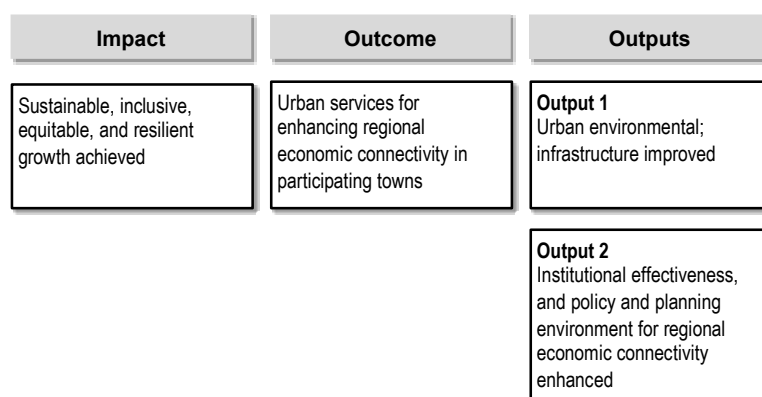 Impact
Outcome
Outputs
Sustainable, inclusive,
equitable, and resilient
growth achieved
Urban services for
enhancing regional
economic connectivity in
participating towns
Output 1
Urban environmental;
infrastructure improved
Output 2
Institutional effectiveness,
and policy and planning
environment for regional
economic connectivity
enhanced